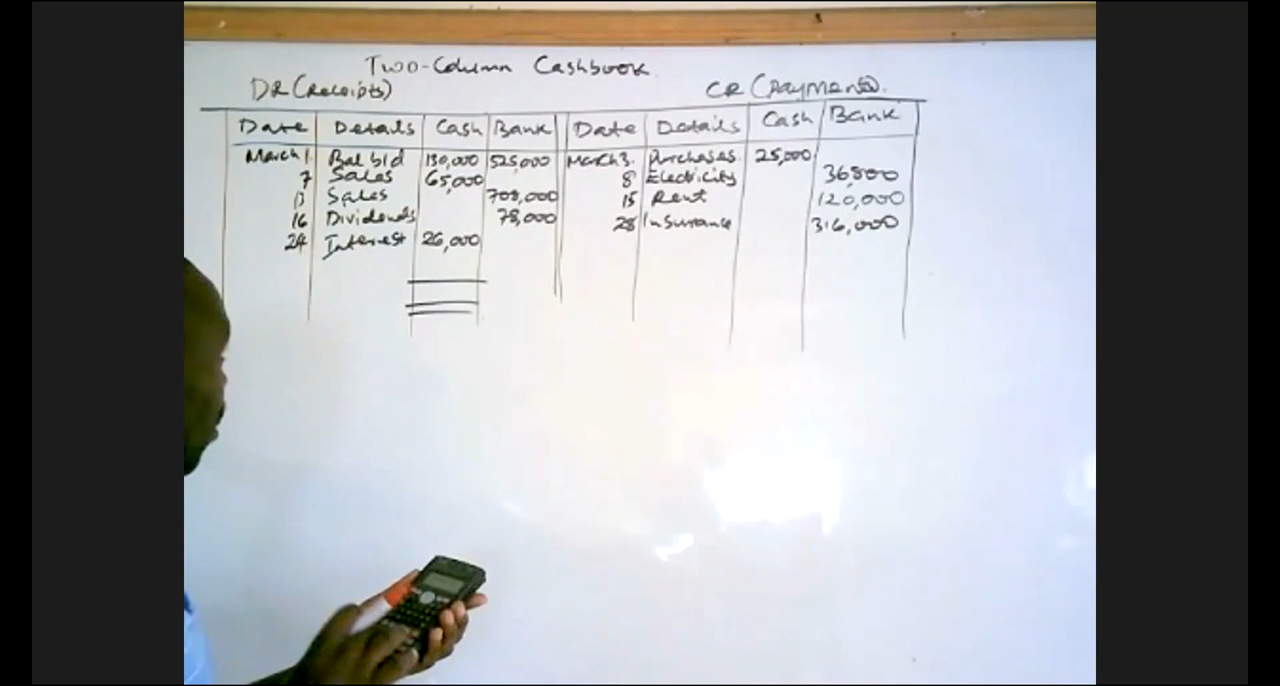 Two-Column Cashbook.
DR (Receipts) CR (Payments).
Date Details Cash Bank Date Details Cash Bank
March 1. Bal b/d 130,000 525,000 March 3. Purchases. 25,000
7 Sales 65,000 8 Electricity 36,800
13 Sales 708,000 15 Rent 120,000
16 Dividends 78,000 28 Insurance 316,000
24 Interest 26,000